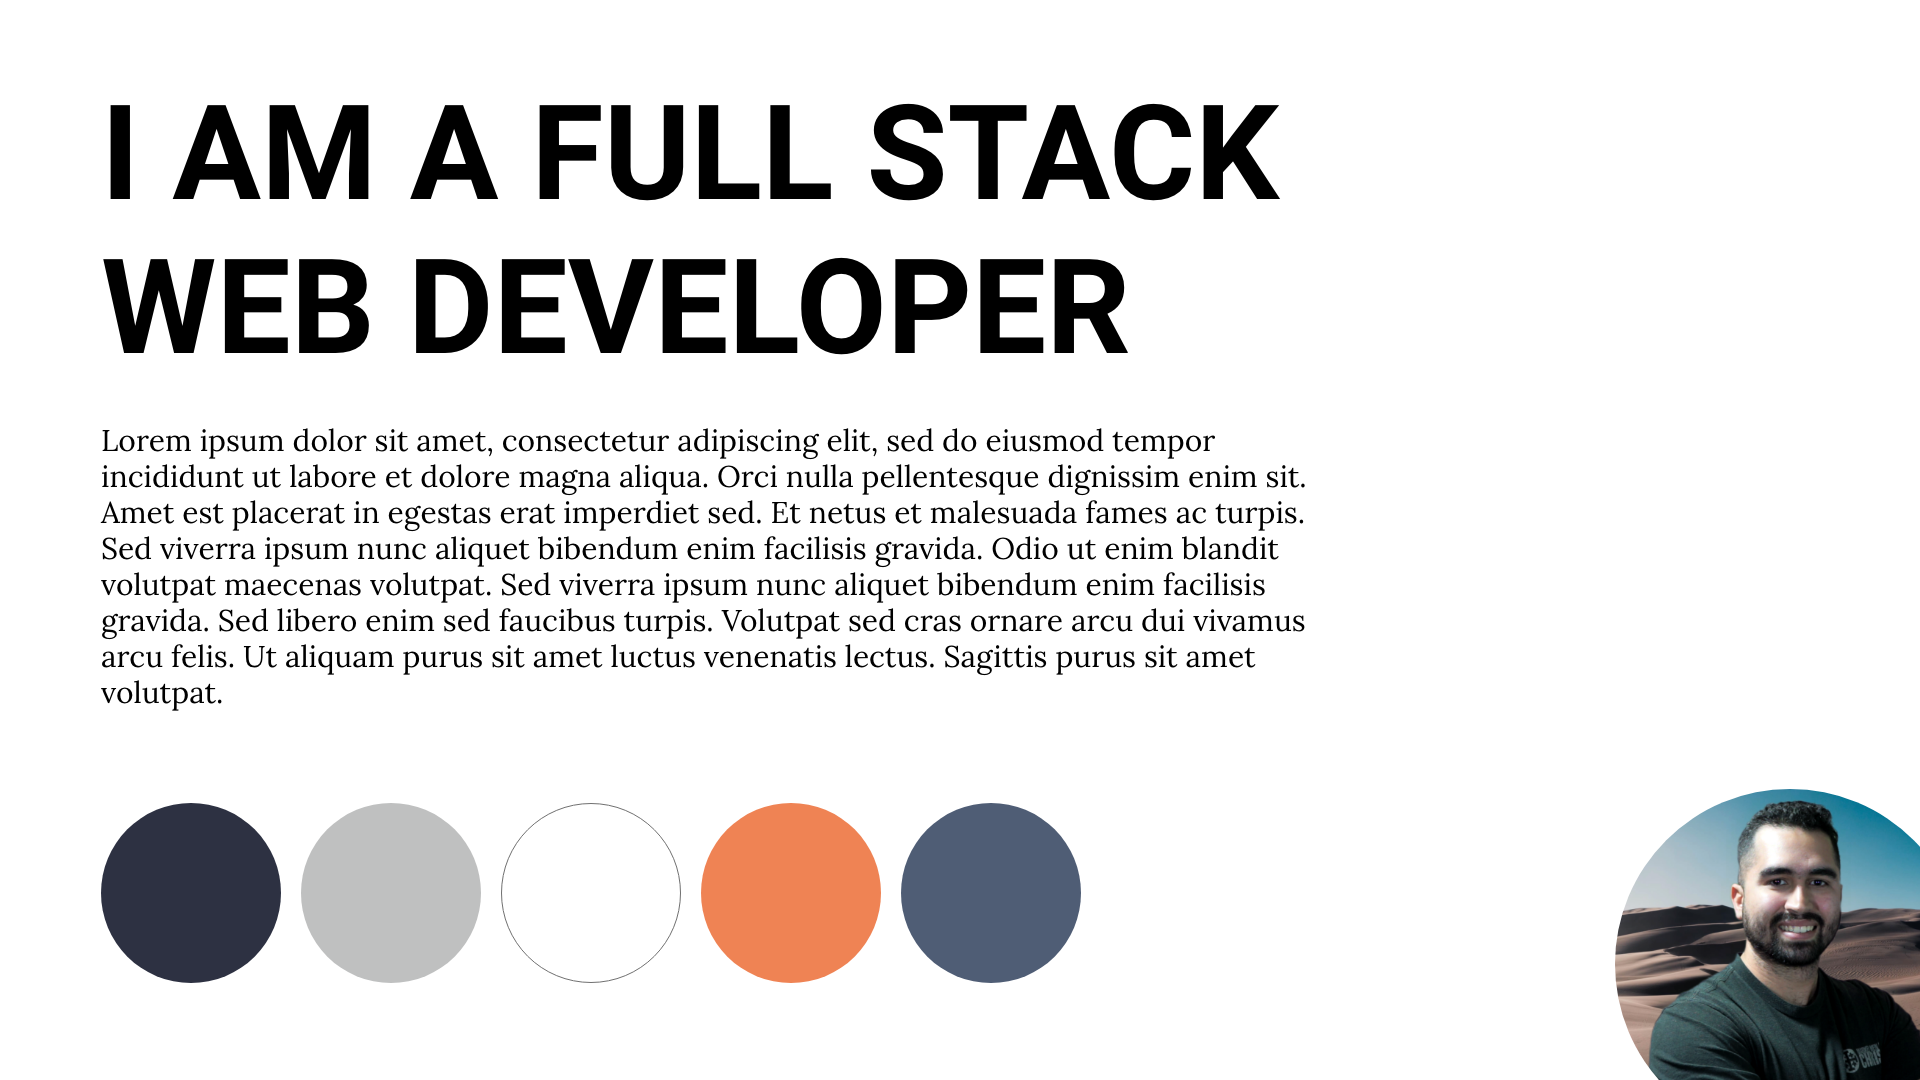 I AM A FULL STACK
WEB DEVELOPER
Lorem ipsum dolor sit amet, consectetur adipiscing elit, sed do eiusmod tempor
incididunt ut labore et dolore magna aliqua. Orci nulla pellentesque dignissim enim sit.
Amet est placerat in egestas erat imperdiet sed. Et netus et malesuada fames ac turpis.
Sed viverra ipsum nunc aliquet bibendum enim facilisis gravida. Odio ut enim blandit
volutpat maecenas volutpat. Sed viverra ipsum nunc aliquet bibendum enim facilisis
gravida. Sed libero enim sed faucibus turpis. Volutpat sed cras ornare arcu dui vivamus
arcu felis. Ut aliquam purus sit amet luctus venenatis lectus. Sagittis purus sit amet
volutpat.